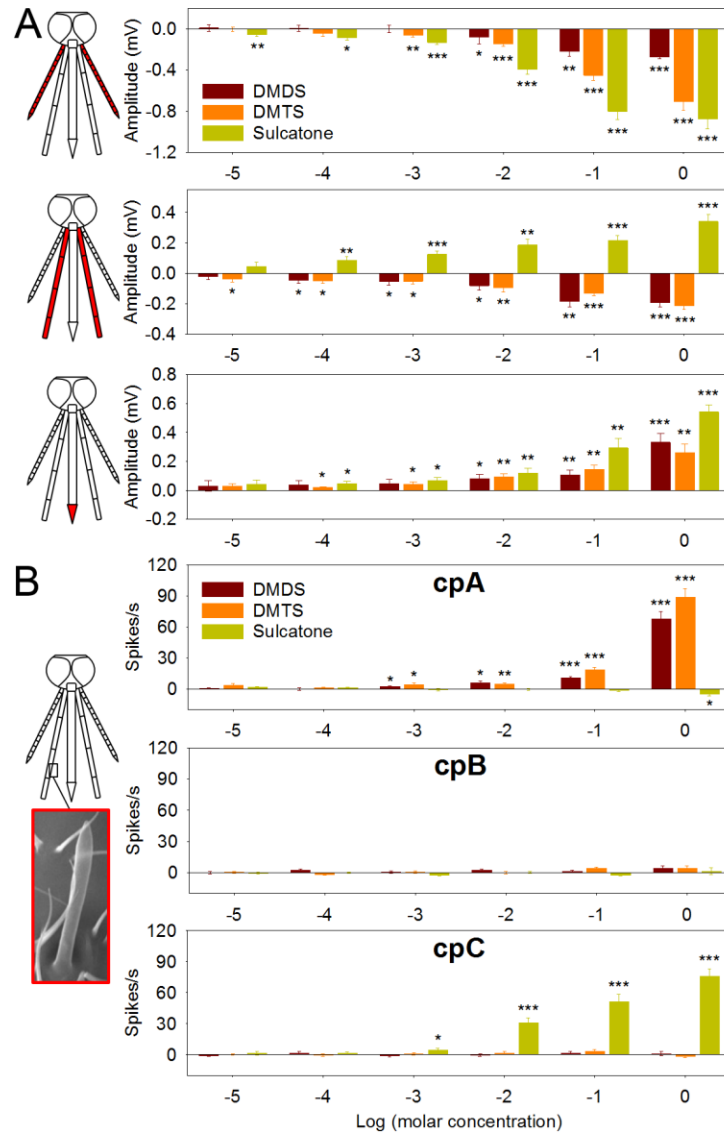 A
Amplitude (mV)
0.0
-0.4
-0.8
-1.2
DMDS
DMTS
Sulcatone
** * ** *** * *** *** ** *** *** *** *** ***
-5 -4 -3 -2 -1 0
Amplitude (mV)
0.4
0.2
0.0
-0.2
-0.4
* * * ** * * *** * ** ** ** *** *** *** *** ***
-5 -4 -3 -2 -1 0
Amplitude (mV)
0.8
0.6
0.4
0.2
0.0
-0.2
* * * * * ** ** ** ** *** *** ** ***
-5 -4 -3 -2 -1 0
B
cpA
Spikes/s
120
90
60
30
0
DMDS
DMTS
Sulcatone
* * * ** *** *** *** *** *
-5 -4 -3 -2 -1 0
cpB
Spikes/s
120
90
60
30
0
-5 -4 -3 -2 -1 0
cpC
Spikes/s
120
90
60
30
0
* *** *** ***
-5 -4 -3 -2 -1 0
Log (molar concentration)